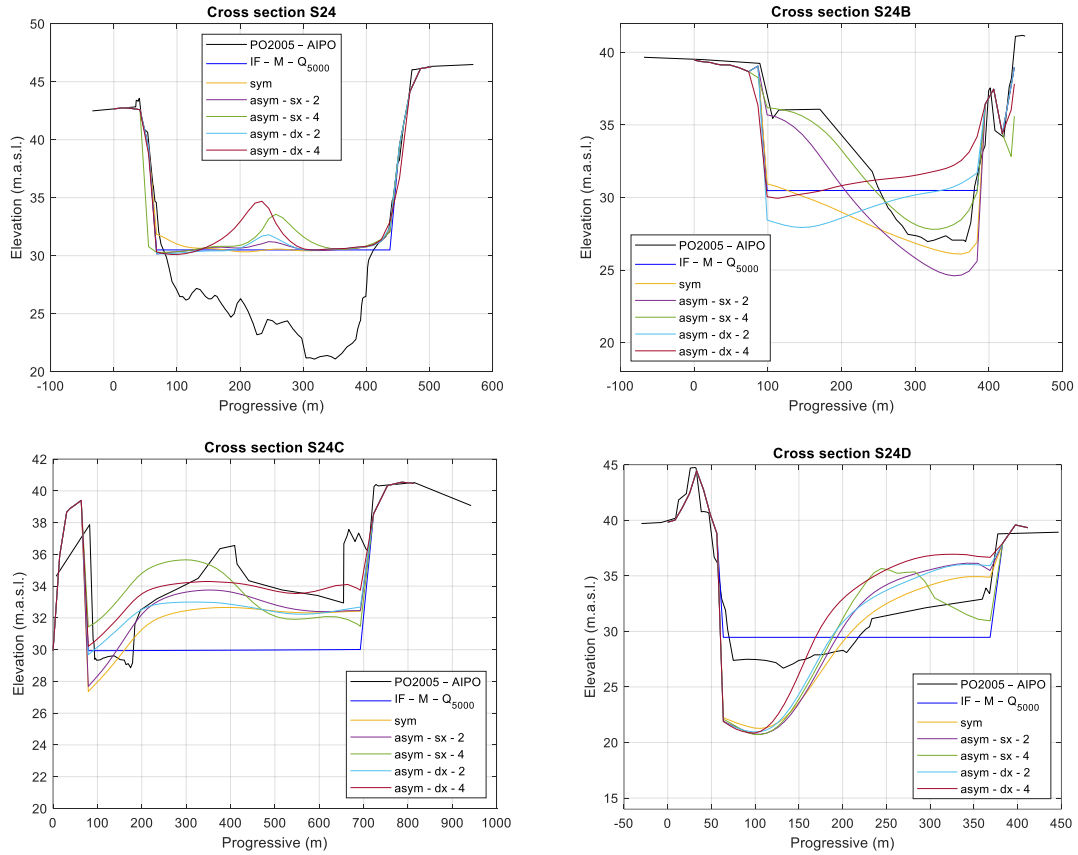 Cross section S24
Elevation (m.a.s.l.)
50
45
40
35
30
25
20
PO2005 – AIPO
IF – M – Q5000
sym
asym - sx - 2
asym - sx - 4
asym - dx - 2
asym - dx - 4
-100 0 100 200 300 400 500 600
Progressive (m)
Cross section S24B
Elevation (m.a.s.l.)
40
35
30
25
20
18
PO2005 – AIPO
IF – M – Q5000
sym
asym - sx - 2
asym - sx - 4
asym - dx - 2
asym - dx - 4
-100 0 100 200 300 400 500
Progressive (m)
Cross section S24C
Elevation (m.a.s.l.)
42
40
38
36
34
32
30
28
26
24
22
20
PO2005 – AIPO
IF – M – Q5000
sym
asym - sx - 2
asym - sx - 4
asym - dx - 2
asym - dx - 4
0 100 200 300 400 500 600 700 800 900 1000
Progressive (m)
Cross section S24D
Elevation (m.a.s.l.)
45
40
35
30
25
20
15
PO2005 – AIPO
IF – M – Q5000
sym
asym - sx - 2
asym - sx - 4
asym - dx - 2
asym - dx - 4
-50 0 50 100 150 200 250 300 350 400 450
Progressive (m)